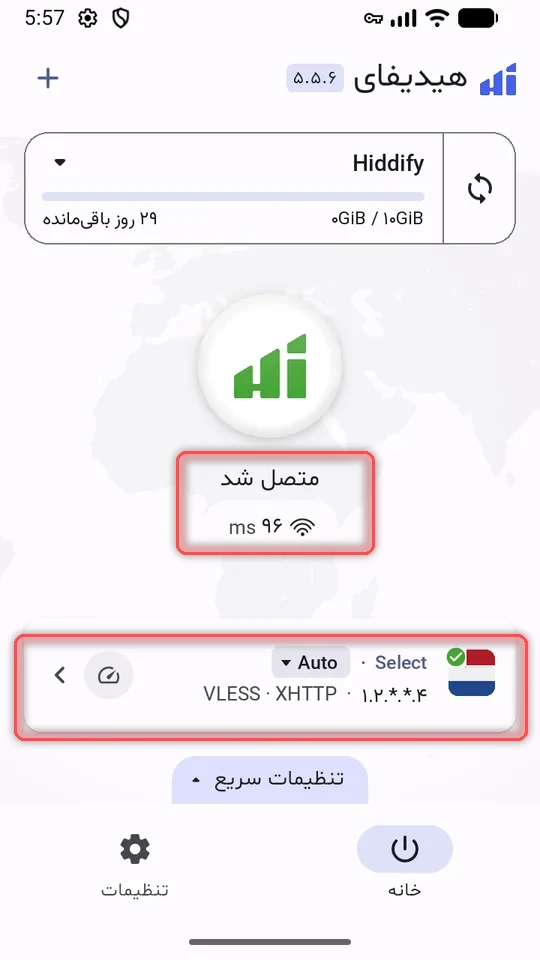 5:57
هیدیفای ۵.۵.۶
Hiddify
۰GiB / ۱۰GiB
۲۹ روز باقی‌مانده
متصل شد
۹۶ ms
Select · Auto
۱.۲.*.*.۴ · VLESS · XHTTP
تنظیمات سریع
خانه
تنظیمات